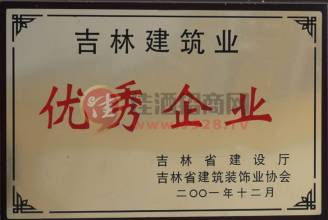 吉林建筑业
优秀企业
吉林省建设厅
吉林省建筑装饰业协会
二〇〇一年十二月